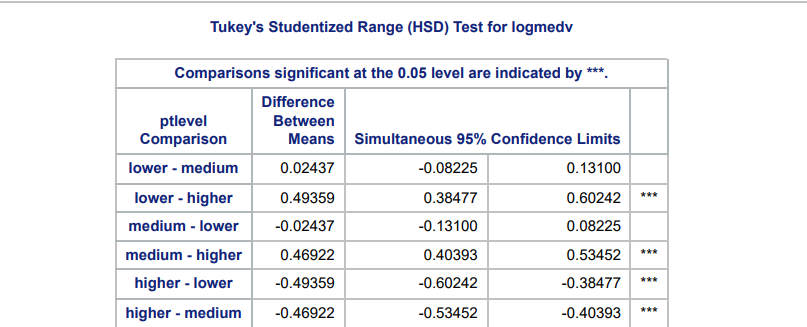 Tukey's Studentized Range (HSD) Test for logmedv
Comparisons significant at the 0.05 level are indicated by ***.
ptlevel Comparison Difference Between Means Simultaneous 95% Confidence Limits
lower - medium 0.02437 -0.08225 0.13100
lower - higher 0.49359 0.38477 0.60242 ***
medium - lower -0.02437 -0.13100 0.08225
medium - higher 0.46922 0.40393 0.53452 ***
higher - lower -0.49359 -0.60242 -0.38477 ***
higher - medium -0.46922 -0.53452 -0.40393 ***